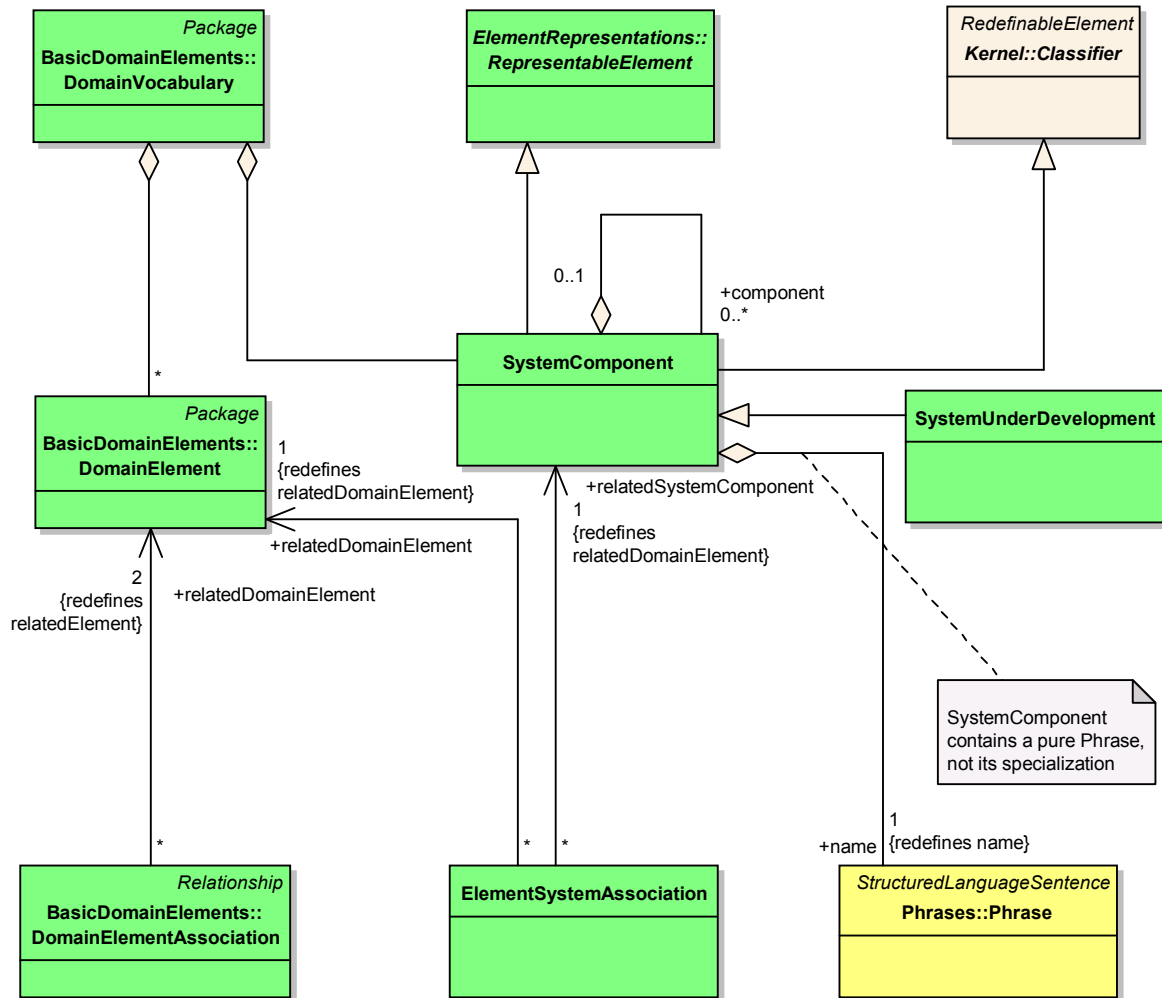 Package
BasicDomainElements::
DomainVocabulary
ElementRepresentations::
RepresentableElement
RedefinableElement
Kernel::Classifier
0..1
+component
0..*
SystemComponent
*
Package
BasicDomainElements::
DomainElement
1
{redefines
relatedDomainElement}
SystemUnderDevelopment
+relatedSystemComponent
1
{redefines
relatedDomainElement}
+relatedDomainElement
2
{redefines
relatedElement}
+relatedDomainElement
SystemComponent
contains a pure Phrase,
not its specialization
*
*
*
1
{redefines name}
+name
Relationship
BasicDomainElements::
DomainElementAssociation
ElementSystemAssociation
StructuredLanguageSentence
Phrases::Phrase